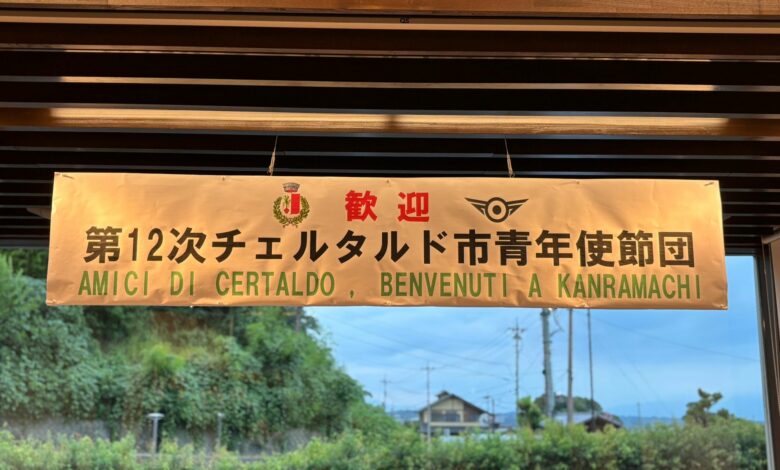 歓迎
第12次チェルタルド市青年使節団
AMICI DI CERTALDO , BENVENUTI A KANRAMACHI